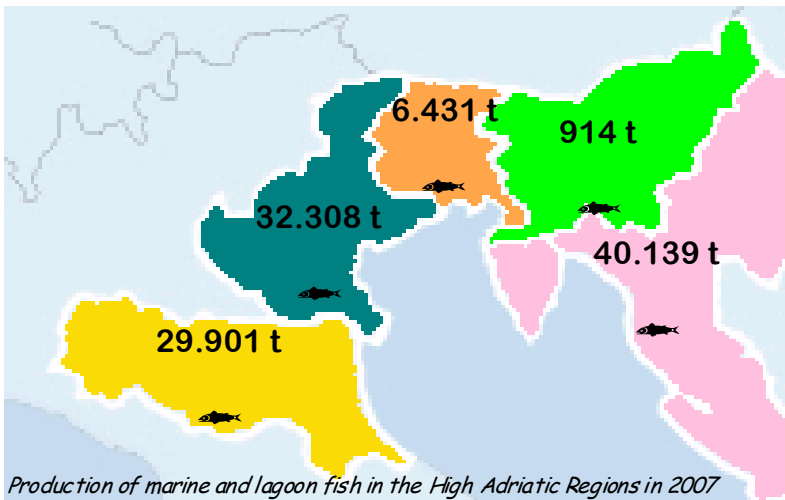 6.431 t
914 t
32.308 t
40.139 t
29.901 t
Production of marine and lagoon fish in the High Adriatic Regions in 2007